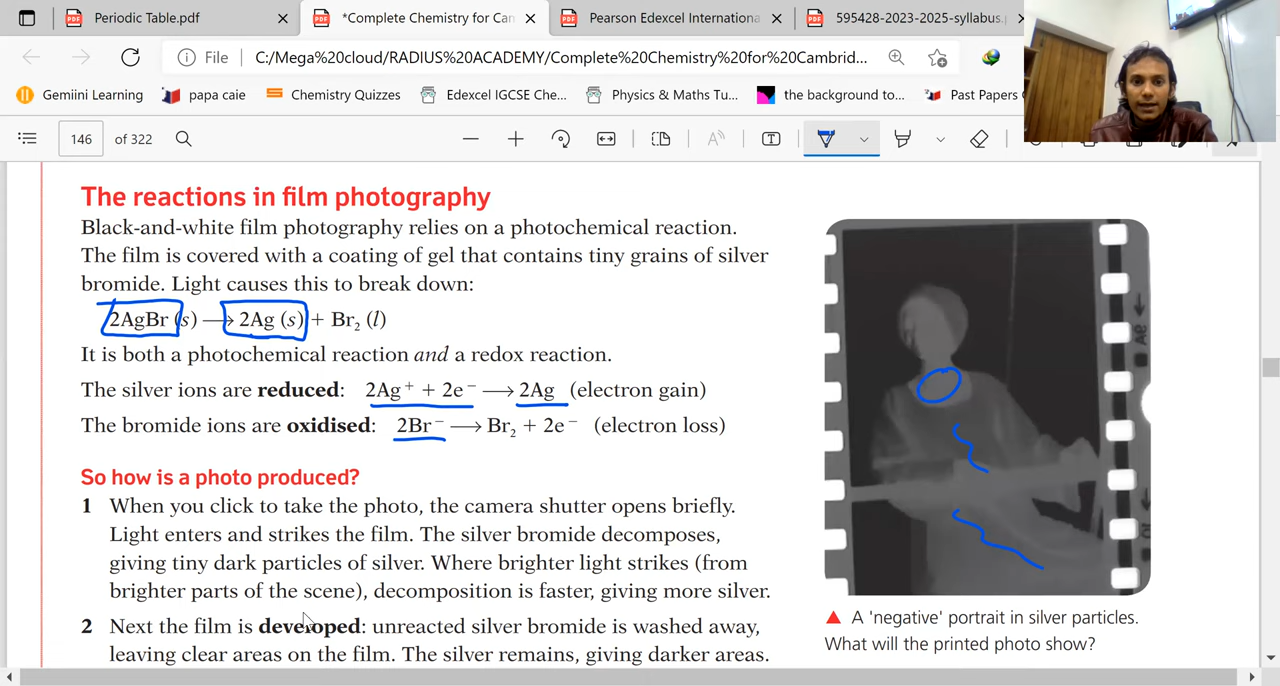 Periodic Table.pdf
*Complete Chemistry for Can
Pearson Edexcel Internationa
595428-2023-2025-syllabus.
File
C:/Mega%20cloud/RADIUS%20ACADEMY/Complete%20Chemistry%20for%20Cambrid...
Gemiini Learning
papa caie
Chemistry Quizzes
Edexcel IGCSE Che...
Physics & Maths Tu...
the background to...
Past Papers
146 of 322
The reactions in film photography
Black-and-white film photography relies on a photochemical reaction.
The film is covered with a coating of gel that contains tiny grains of silver
bromide. Light causes this to break down:
2AgBr (s) ⟶ 2Ag (s) + Br₂ (l)
It is both a photochemical reaction and a redox reaction.
The silver ions are reduced: 2Ag⁺ + 2e⁻ ⟶ 2Ag (electron gain)
The bromide ions are oxidised: 2Br⁻ ⟶ Br₂ + 2e⁻ (electron loss)
So how is a photo produced?
1 When you click to take the photo, the camera shutter opens briefly.
Light enters and strikes the film. The silver bromide decomposes,
giving tiny dark particles of silver. Where brighter light strikes (from
brighter parts of the scene), decomposition is faster, giving more silver.
2 Next the film is developed: unreacted silver bromide is washed away,
leaving clear areas on the film. The silver remains, giving darker areas.
▲ A 'negative' portrait in silver particles.
What will the printed photo show?